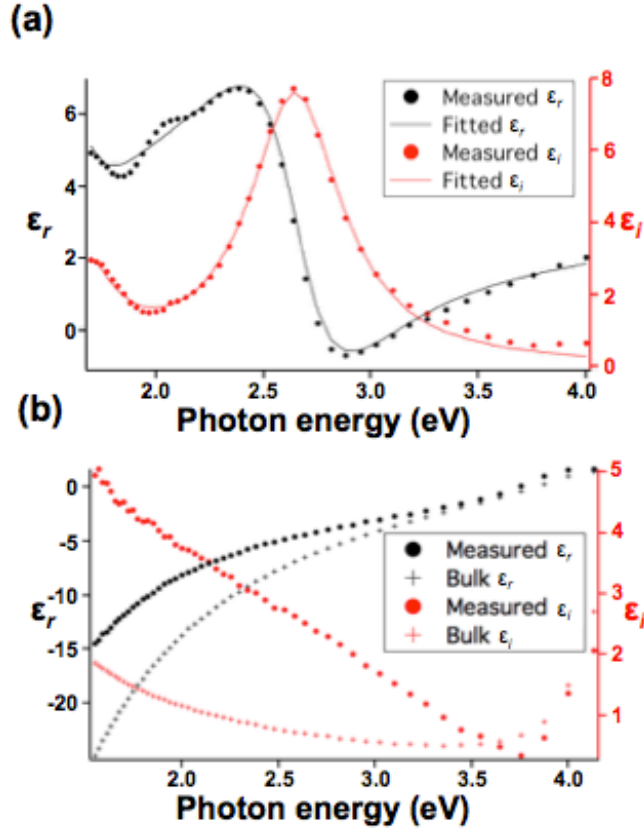 (a)
6
4
2
0
εr
8
6
4
2
0
εi
Measured εr
Fitted εr
Measured εi
Fitted εi
2.0 2.5 3.0 3.5 4.0
Photon energy (eV)
(b)
0
-5
-10
-15
-20
εr
5
4
3
2
1
εi
Measured εr
Bulk εr
Measured εi
Bulk εi
2.0 2.5 3.0 3.5 4.0
Photon energy (eV)